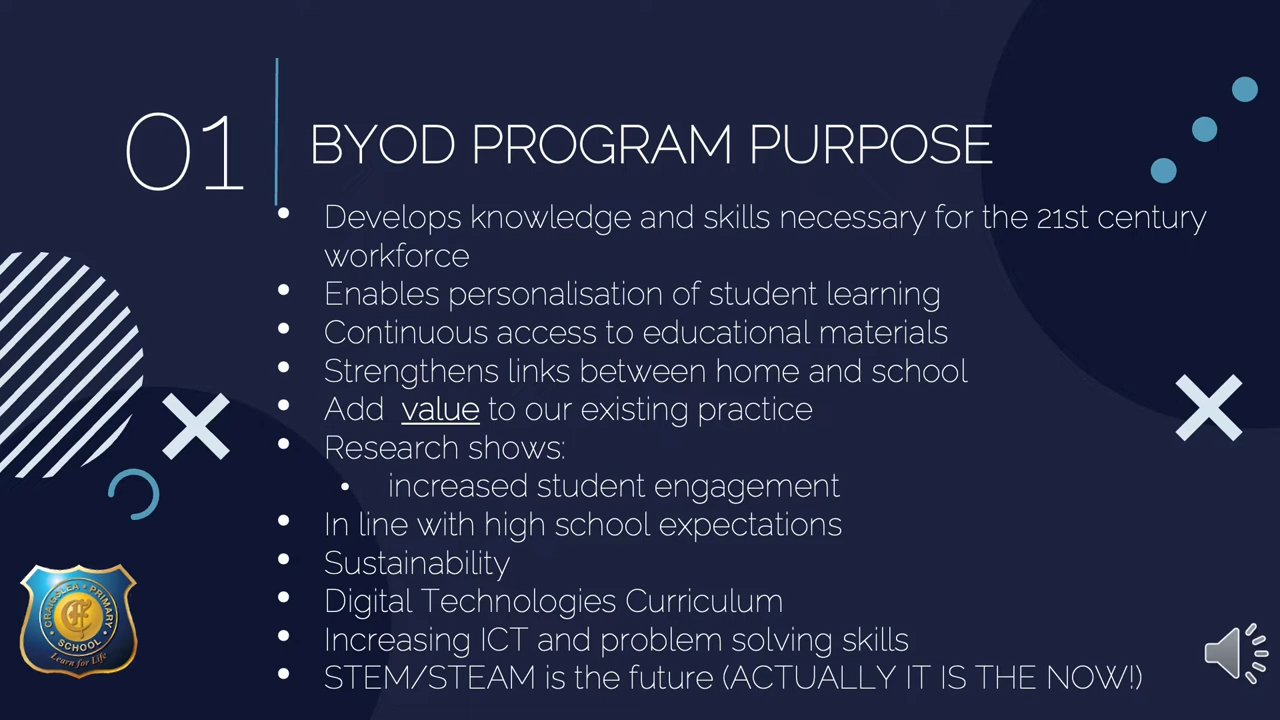 01
BYOD PROGRAM PURPOSE
• Develops knowledge and skills necessary for the 21st century
workforce
• Enables personalisation of student learning
• Continuous access to educational materials
• Strengthens links between home and school
• Add value to our existing practice
• Research shows:
• increased student engagement
• In line with high school expectations
• Sustainability
• Digital Technologies Curriculum
• Increasing ICT and problem solving skills
• STEM/STEAM is the future (ACTUALLY IT IS THE NOW!)
CRAIGSLEA • PRIMARY
SCHOOL
Learn for Life